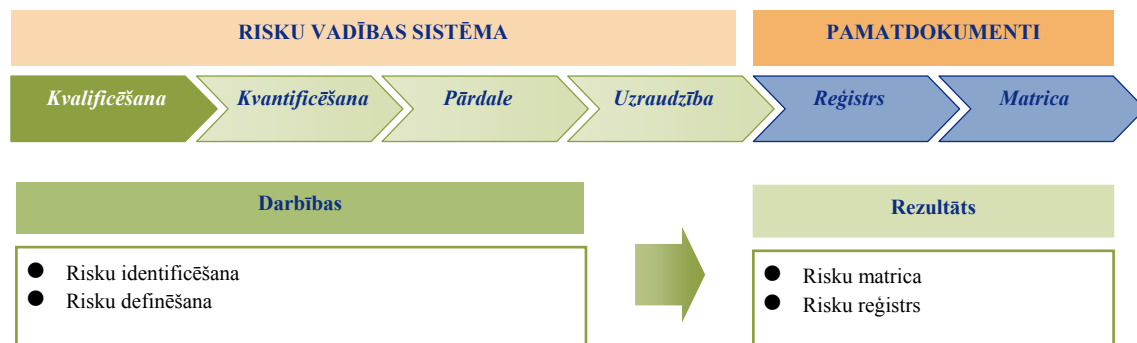 RISKU VADĪBAS SISTĒMA
PAMATDOKUMENTI
Kvalificēšana
Kvantificēšana
Pārdale
Uzraudzība
Reģistrs
Matrica
Darbības
Rezultāts
● Risku identificēšana
● Risku definēšana
● Risku matrica
● Risku reģistrs